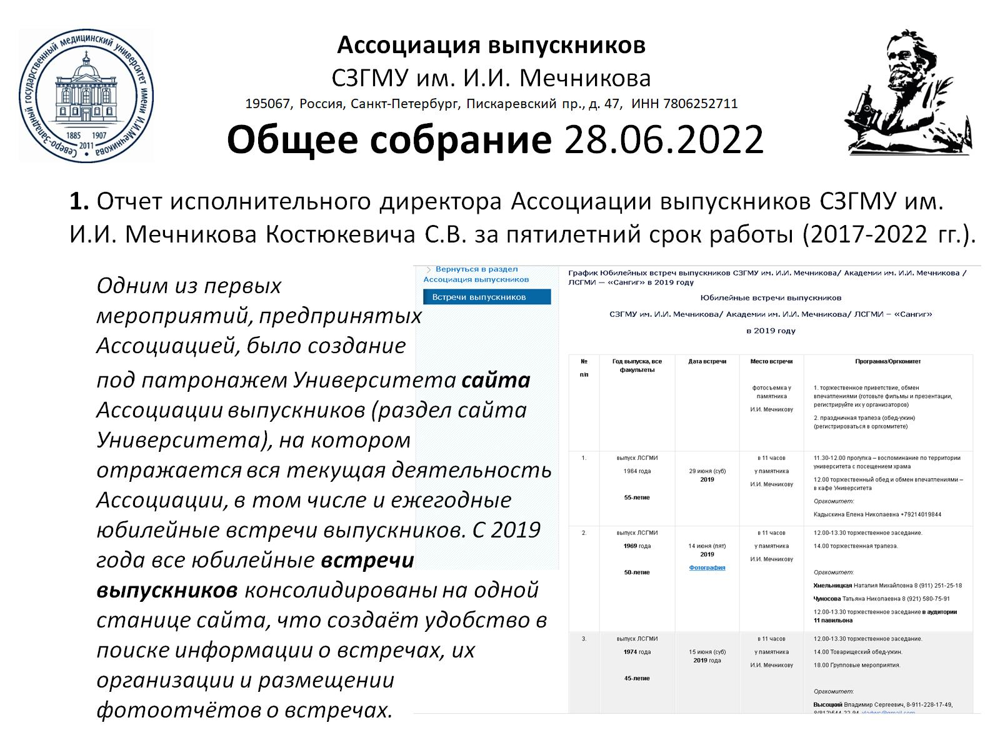 Северо-Западный государственный медицинский университет имени И.И.Мечникова
1885 1907
2011
Ассоциация выпускников
СЗГМУ им. И.И. Мечникова
195067, Россия, Санкт-Петербург, Пискаревский пр., д. 47, ИНН 7806252711
Общее собрание 28.06.2022
1. Отчет исполнительного директора Ассоциации выпускников СЗГМУ им.
И.И. Мечникова Костюкевича С.В. за пятилетний срок работы (2017-2022 гг.).
Одним из первых
мероприятий, предпринятых
Ассоциацией, было создание
под патронажем Университета сайта
Ассоциации выпускников (раздел сайта
Университета), на котором
отражается вся текущая деятельность
Ассоциации, в том числе и ежегодные
юбилейные встречи выпускников. С 2019
года все юбилейные встречи
выпускников консолидированы на одной
станице сайта, что создаёт удобство в
поиске информации о встречах, их
организации и размещении
фотоотчётов о встречах.
Вернуться в раздел
Ассоциация выпускников
Встречи выпускников
График Юбилейных встреч выпускников СЗГМУ им. И.И. Мечникова/ Академии им. И.И. Мечникова /
ЛСГМИ — «Сангиг» в 2019 году
Юбилейные встречи выпускников
СЗГМУ им. И.И. Мечникова/ Академии им. И.И. Мечникова/ ЛСГМИ – «Сангиг»
в 2019 году
№
п/п
Год выпуска, все
факультеты
Дата встречи
Место встречи
фотосъемка у
памятника
И.И. Мечникову
Программа/Оргкомитет
1. торжественное приветствие, обмен
впечатлениями (готовьте фильмы и презентации,
регистрируйте их у организаторов)
2. праздничная трапеза (обед-ужин)
(регистрироваться в оргкомитете)
1.
выпуск ЛСГМИ
1964 года
55-летие
29 июня (суб)
2019
в 11 часов
у памятника
И.И. Мечникову
11.30-12.00 прогулка – воспоминание по территории
университета с посещением храма
12.00 торжественный обед и обмен впечатлениями –
в кафе Университета
Оргкомитет:
Кадыскина Елена Николаевна +79214019844
2.
выпуск ЛСГМИ
1969 года
50-летие
14 июня (пят)
2019
Фотография
в 11 часов
у памятника
И.И. Мечникову
12.00-13.30 торжественное заседание.
14.00 торжественная трапеза.
Оргкомитет:
Хмельницкая Наталия Михайловна 8 (911) 251-25-18
Чуносова Татьяна Николаевна 8 (921) 580-75-91
12.00-13.30 торжественное заседание в аудитории
11 павильона
3.
выпуск ЛСГМИ
1974 года
45-летие
15 июня (суб)
2019 года
в 11 часов
у памятника
И.И. Мечникову
12.00-13.30 торжественное заседание.
14.00 Товарищеский обед-ужин.
18.00 Групповые мероприятия.
Оргкомитет:
Высоцкий Владимир Сергеевич, 8-911-228-17-49,